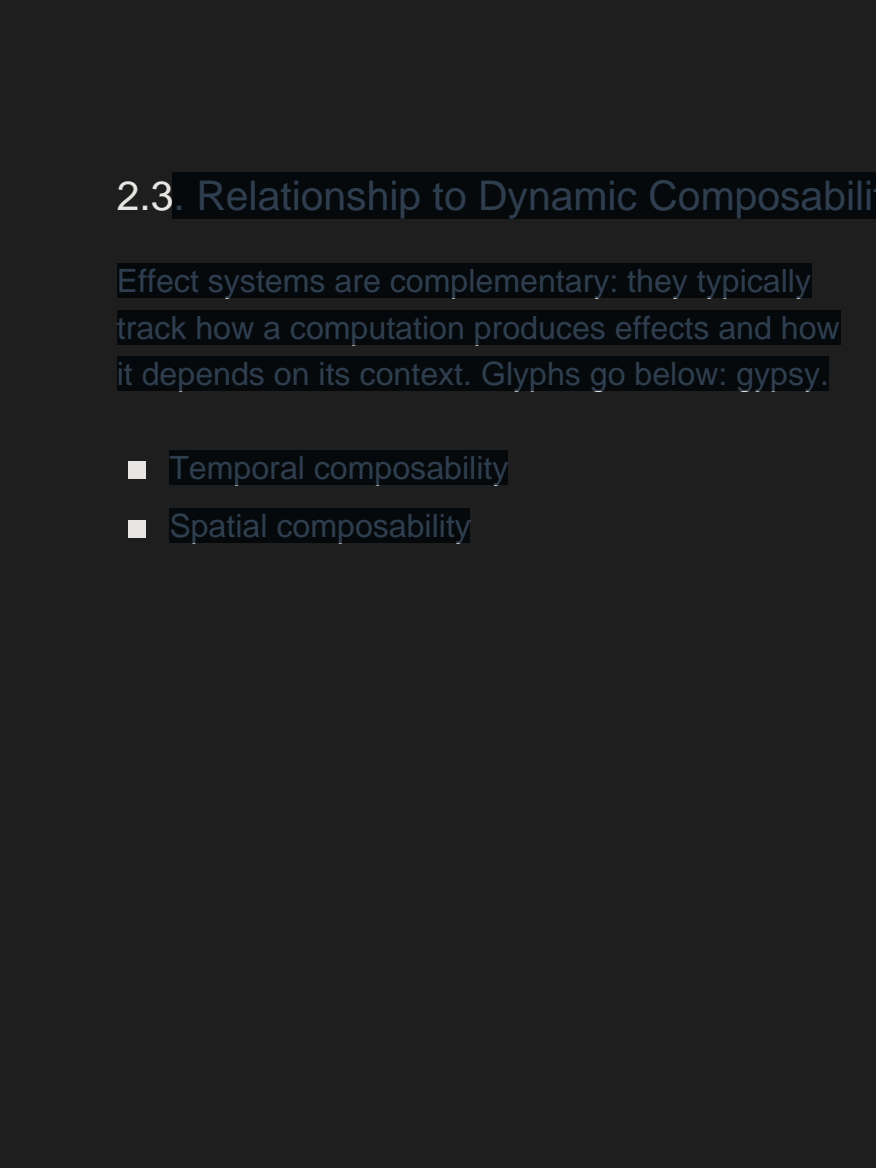 2.3. Relationship to Dynamic Composabilit
Effect systems are complementary: they typically
track how a computation produces effects and how
it depends on its context. Glyphs go below: gypsy.
■ Temporal composability
■ Spatial composability